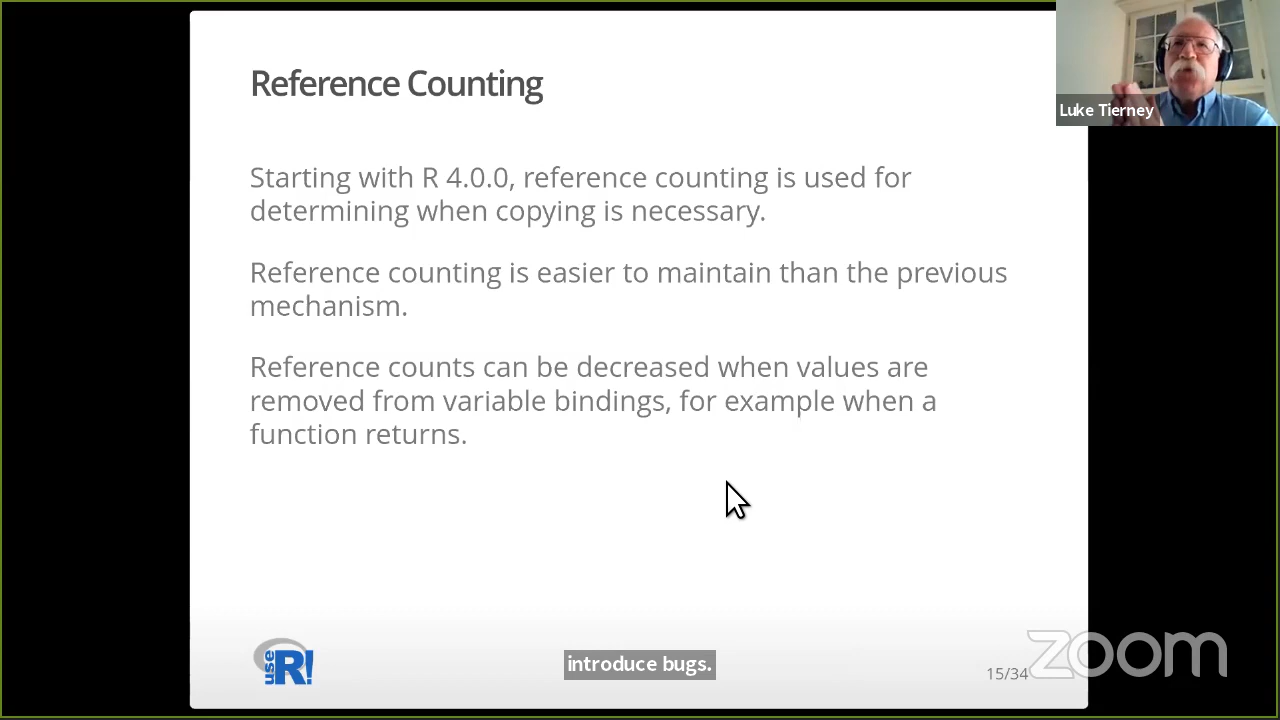 Reference Counting
Luke Tierney
Starting with R 4.0.0, reference counting is used for
determining when copying is necessary.
Reference counting is easier to maintain than the previous
mechanism.
Reference counts can be decreased when values are
removed from variable bindings, for example when a
function returns.
use R!
introduce bugs.
15/34
zoom